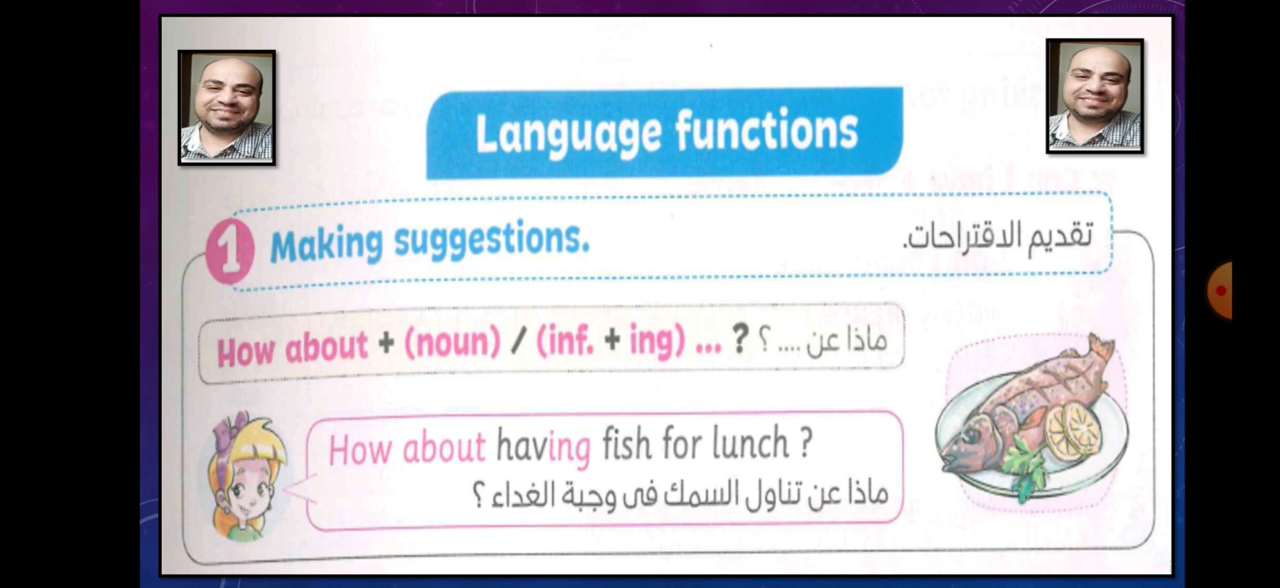 Language functions
1 Making suggestions. تقديم الاقتراحات.
How about + (noun) / (inf. + ing) ... ? ماذا عن .... ؟
How about having fish for lunch ?
ماذا عن تناول السمك فى وجبة الغداء ؟